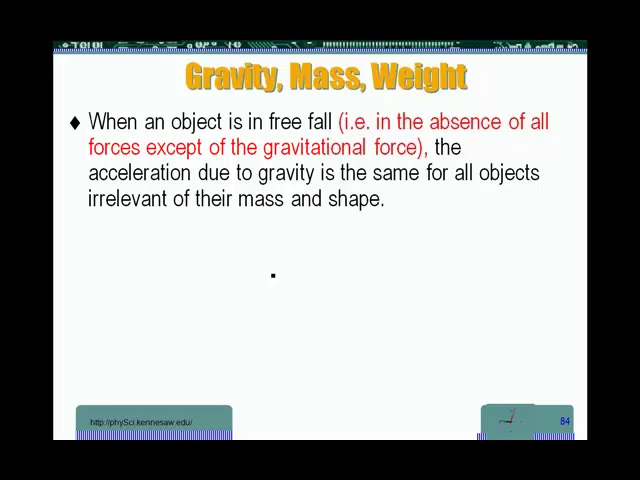 Gravity, Mass, Weight
When an object is in free fall (i.e. in the absence of all
forces except of the gravitational force), the
acceleration due to gravity is the same for all objects
irrelevant of their mass and shape.
http://phySci.kennesaw.edu/
84